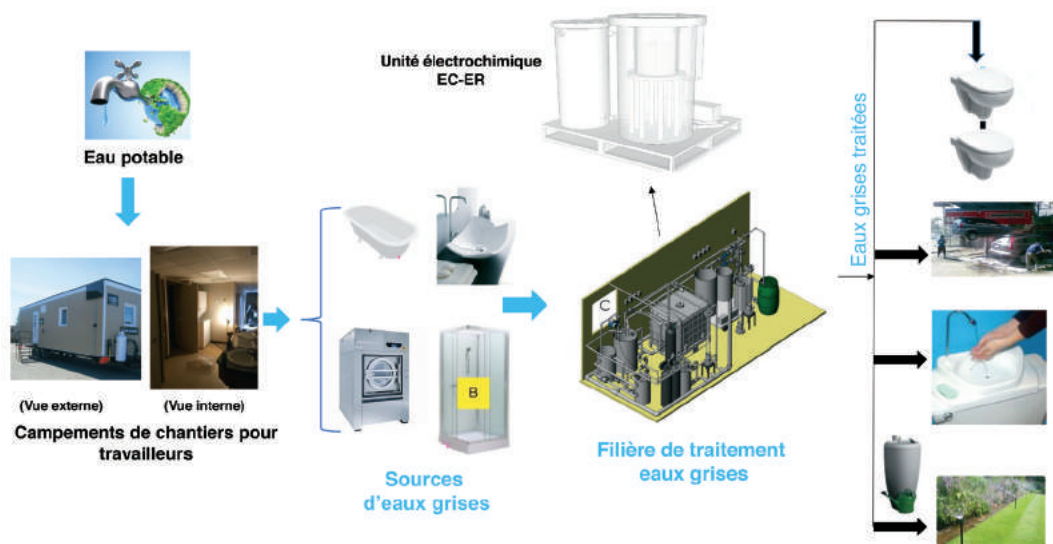 Eau potable
(Vue externe)
(Vue interne)
Campements de chantiers pour
travailleurs
B
Sources
d'eaux grises
Unité électrochimique
EC-ER
C
Filière de traitement
eaux grises
Eaux grises traitées